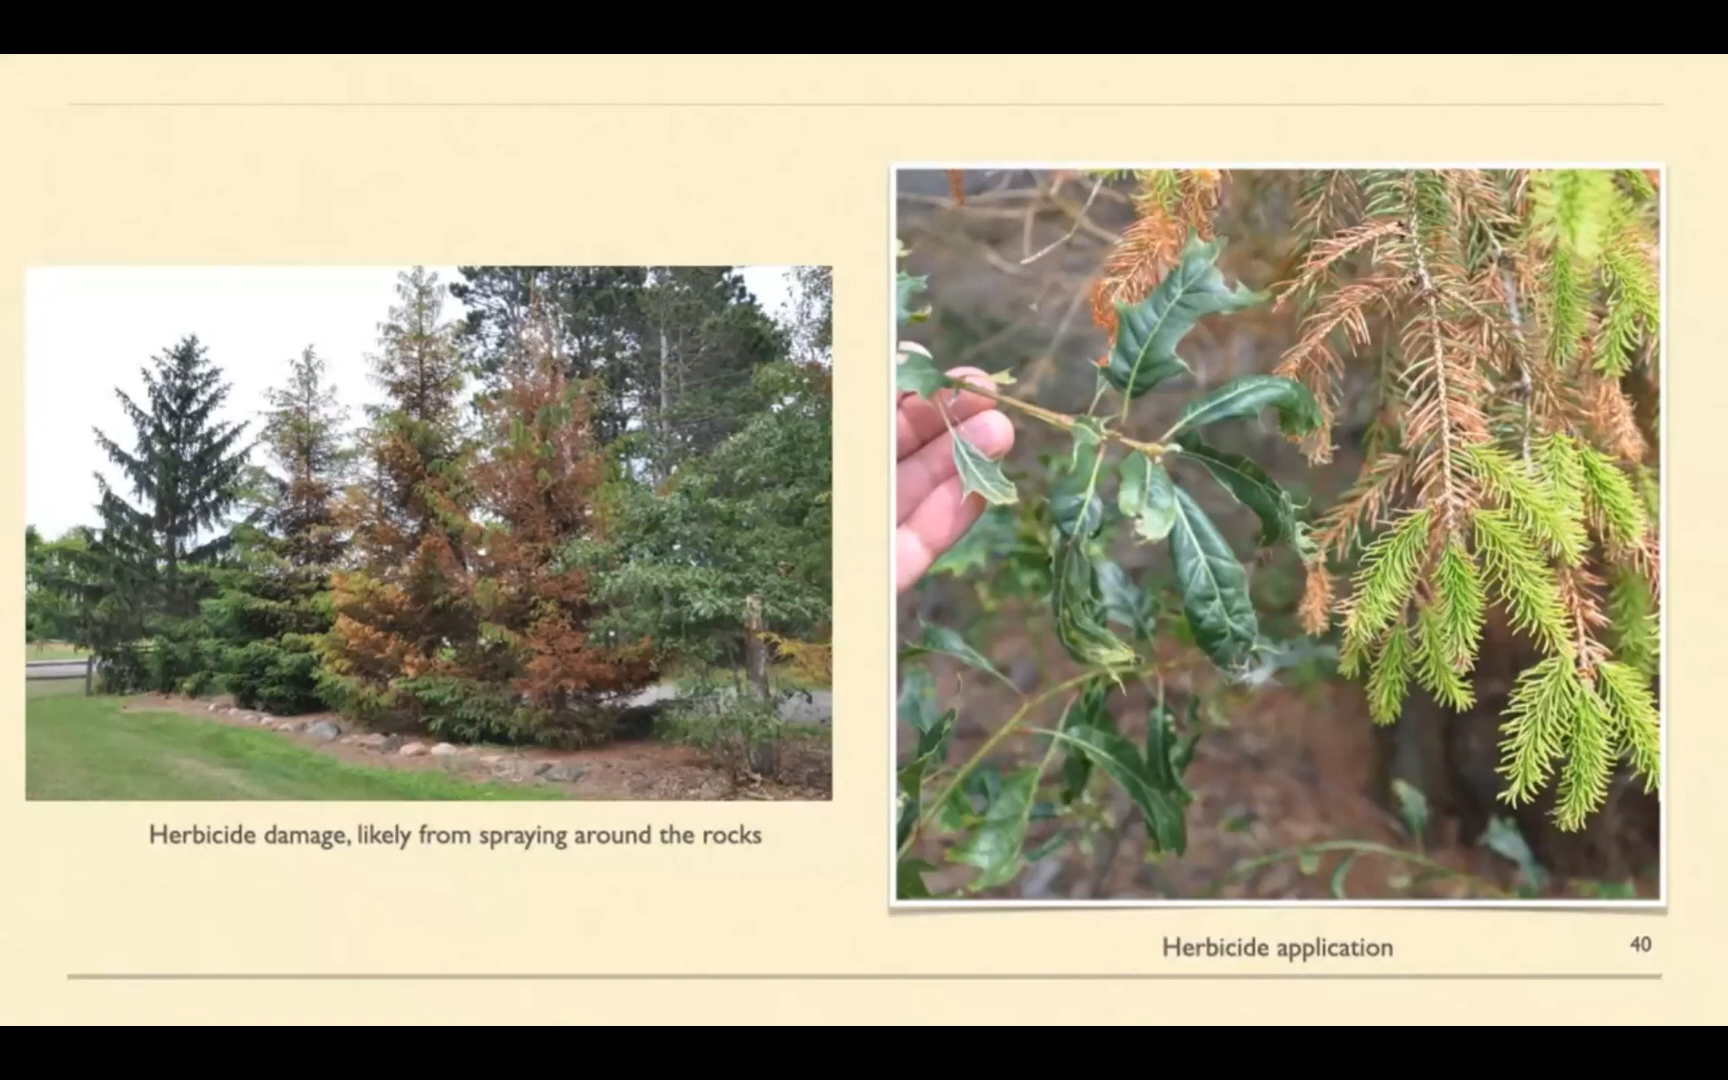 Herbicide damage, likely from spraying around the rocks
Herbicide application
40